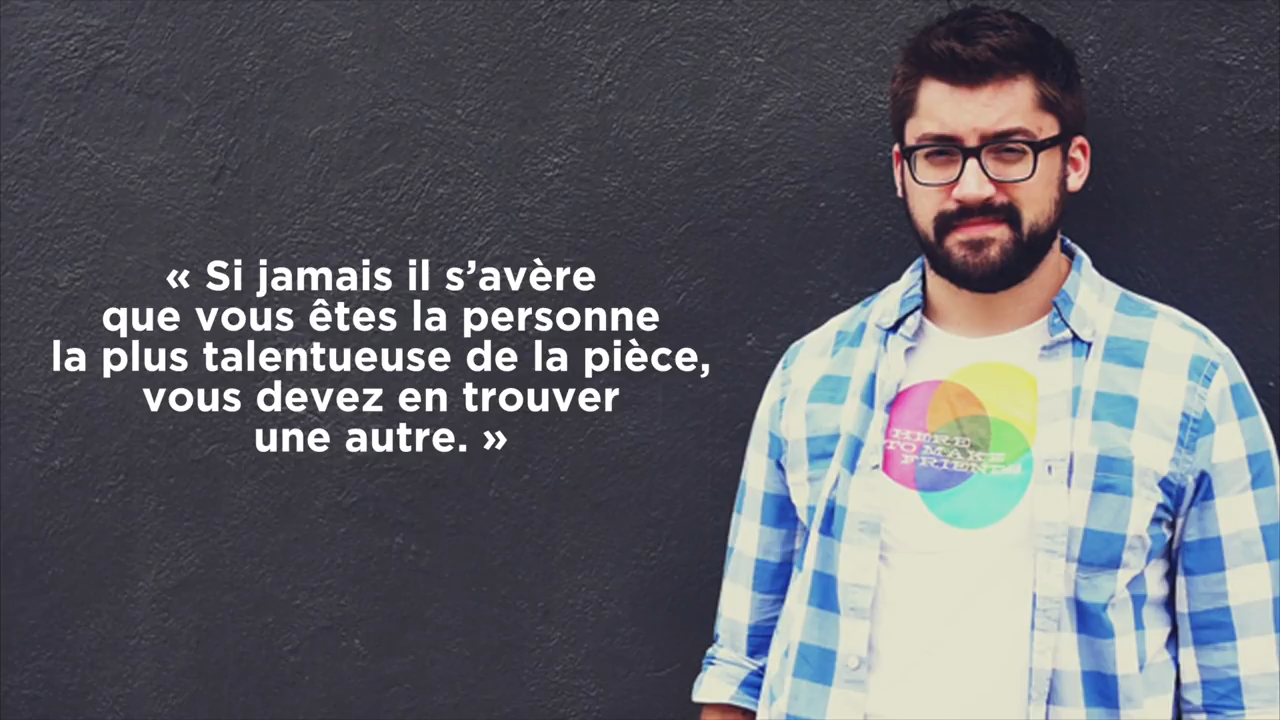 « Si jamais il s’avère
que vous êtes la personne
la plus talentueuse de la pièce,
vous devez en trouver
une autre. »
HERE
TO MAKE
FRIENDS